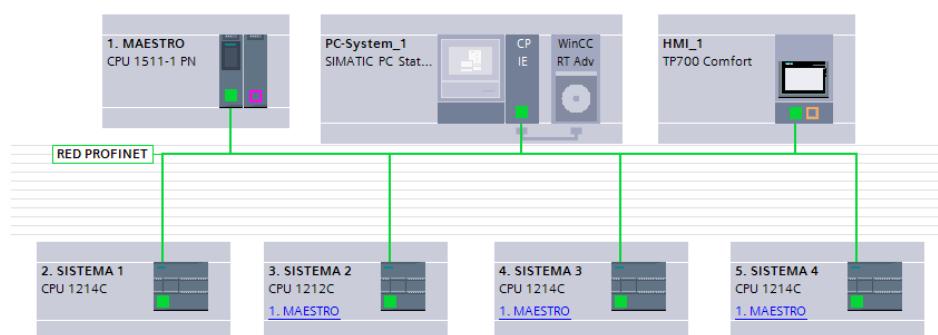 1. MAESTRO
CPU 1511-1 PN
PC-System_1
SIMATIC PC Stat...
CP
IE
WinCC
RT Adv
HMI_1
TP700 Comfort
RED PROFINET
2. SISTEMA 1
CPU 1214C
3. SISTEMA 2
CPU 1212C
1. MAESTRO
4. SISTEMA 3
CPU 1214C
1. MAESTRO
5. SISTEMA 4
CPU 1214C
1. MAESTRO